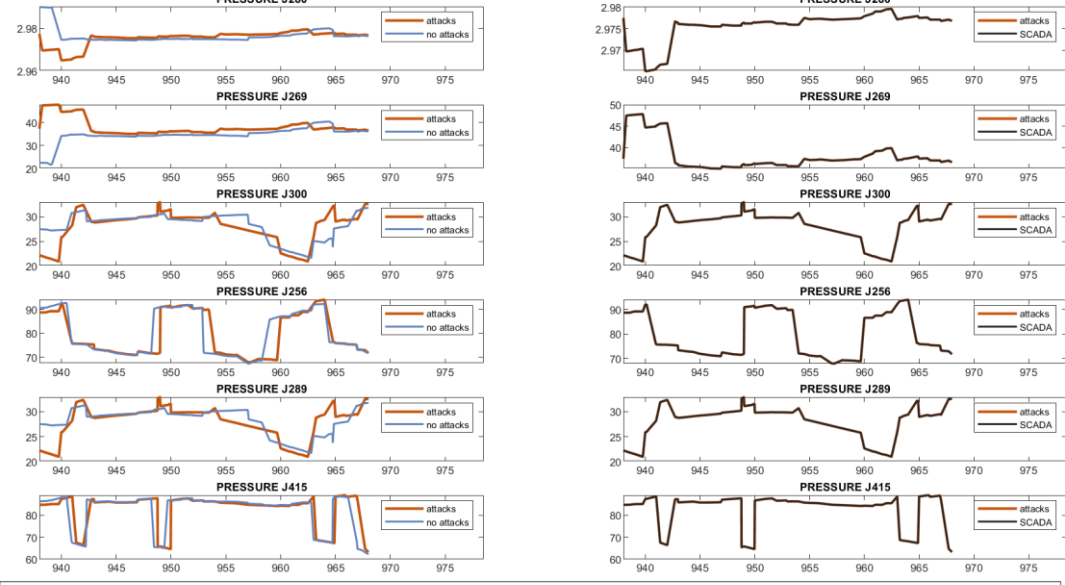 PRESSURE
2.98
2.96
attacks
no attacks
940 945 950 955 960 965 970 975
PRESSURE J269
40
30
20
attacks
no attacks
940 945 950 955 960 965 970 975
PRESSURE J300
30
25
20
attacks
no attacks
940 945 950 955 960 965 970 975
PRESSURE J256
90
80
70
attacks
no attacks
940 945 950 955 960 965 970 975
PRESSURE J289
30
25
20
attacks
no attacks
940 945 950 955 960 965 970 975
PRESSURE J415
80
70
60
attacks
no attacks
940 945 950 955 960 965 970 975
PRESSURE
2.98
2.975
2.97
attacks
SCADA
940 945 950 955 960 965 970 975
PRESSURE J269
50
45
40
attacks
SCADA
940 945 950 955 960 965 970 975
PRESSURE J300
30
25
20
attacks
SCADA
940 945 950 955 960 965 970 975
PRESSURE J256
90
80
70
attacks
SCADA
940 945 950 955 960 965 970 975
PRESSURE J289
30
25
20
attacks
SCADA
940 945 950 955 960 965 970 975
PRESSURE J415
80
70
60
attacks
SCADA
940 945 950 955 960 965 970 975